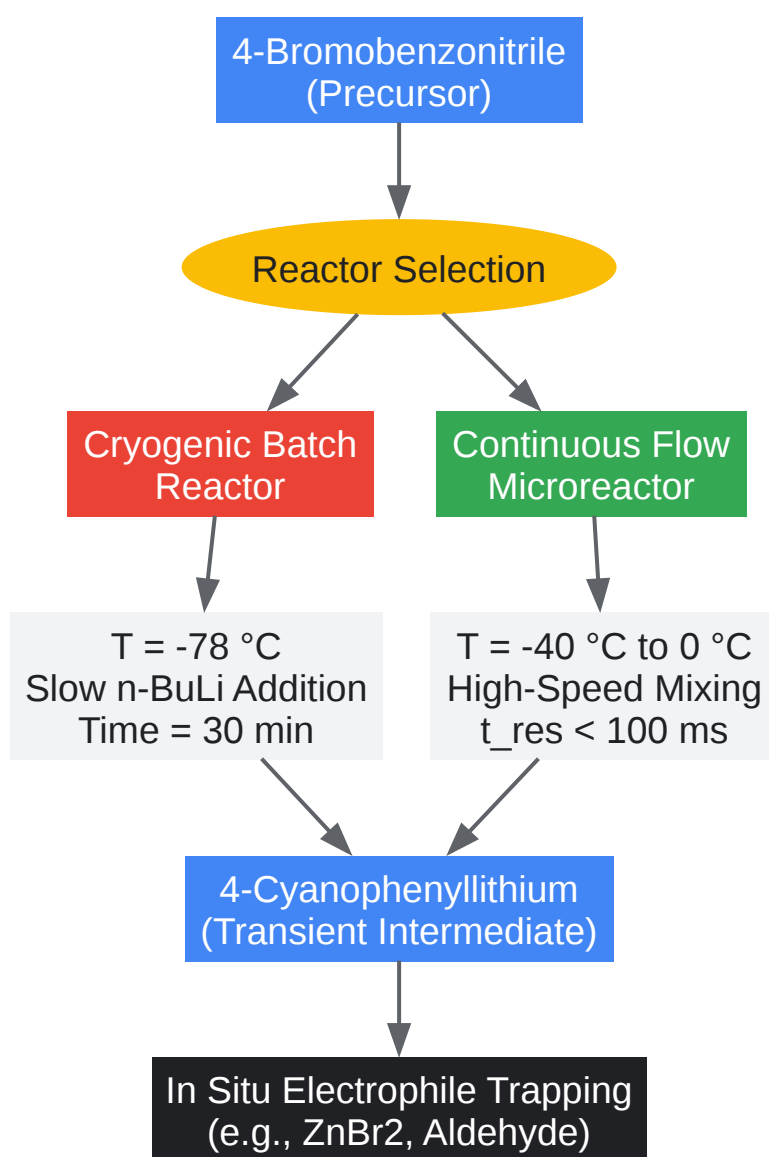 4-Bromobenzonitrile
(Precursor)
Reactor Selection
Cryogenic Batch
Reactor
Continuous Flow
Microreactor
T = -78 °C
Slow n-BuLi Addition
Time = 30 min
T = -40 °C to 0 °C
High-Speed Mixing
t_res < 100 ms
4-Cyanophenyllithium
(Transient Intermediate)
In Situ Electrophile Trapping
(e.g., ZnBr2, Aldehyde)